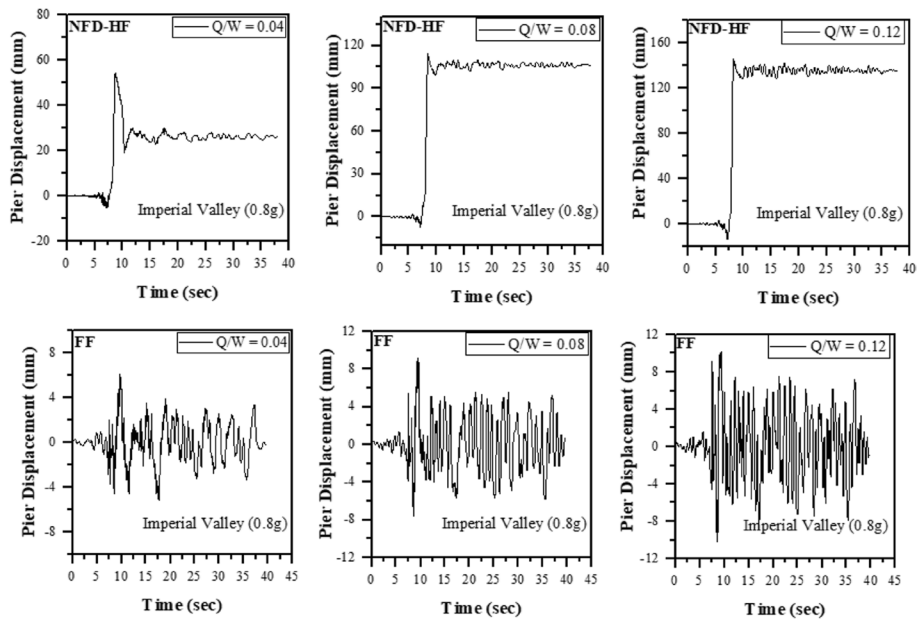 NFD-HF
Q/W = 0.04
80
60
40
20
0
-20
Pier Displacement (mm)
Imperial Valley (0.8g)
0 5 10 15 20 25 30 35 40
Time (sec)
NFD-HF
Q/W = 0.08
120
90
60
30
0
Pier Displacement (mm)
Imperial Valley (0.8g)
0 5 10 15 20 25 30 35 40
Time (sec)
NFD-HF
Q/W = 0.12
160
120
80
40
0
Pier Displacement (mm)
Imperial Valley (0.8g)
0 5 10 15 20 25 30 35 40
Time (sec)
FF
Q/W = 0.04
8
4
0
-4
-8
Pier Displacement (mm)
Imperial Valley (0.8g)
0 5 10 15 20 25 30 35 40 45
Time (sec)
FF
Q/W = 0.08
12
8
4
0
-4
-8
-12
Pier Displacement (mm)
Imperial Valley (0.8g)
0 5 10 15 20 25 30 35 40 45
Time (sec)
FF
Q/W = 0.12
12
8
4
0
-4
-8
-12
Pier Displacement (mm)
Imperial Valley (0.8g)
0 5 10 15 20 25 30 35 40 45
Time (sec)